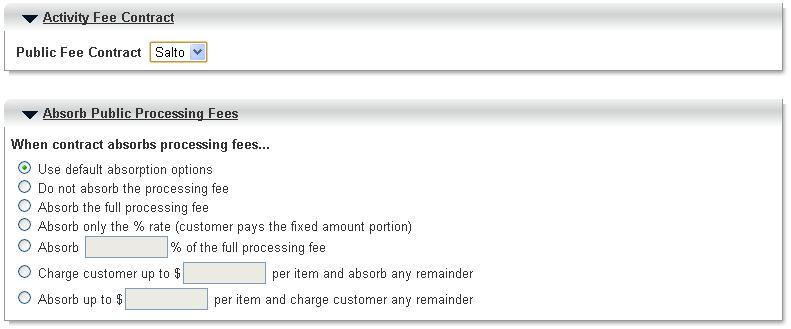 Activity Fee Contract
Public Fee Contract Salto
Absorb Public Processing Fees
When contract absorbs processing fees...
Use default absorption options
Do not absorb the processing fee
Absorb the full processing fee
Absorb only the % rate (customer pays the fixed amount portion)
Absorb % of the full processing fee
Charge customer up to $ per item and absorb any remainder
Absorb up to $ per item and charge customer any remainder